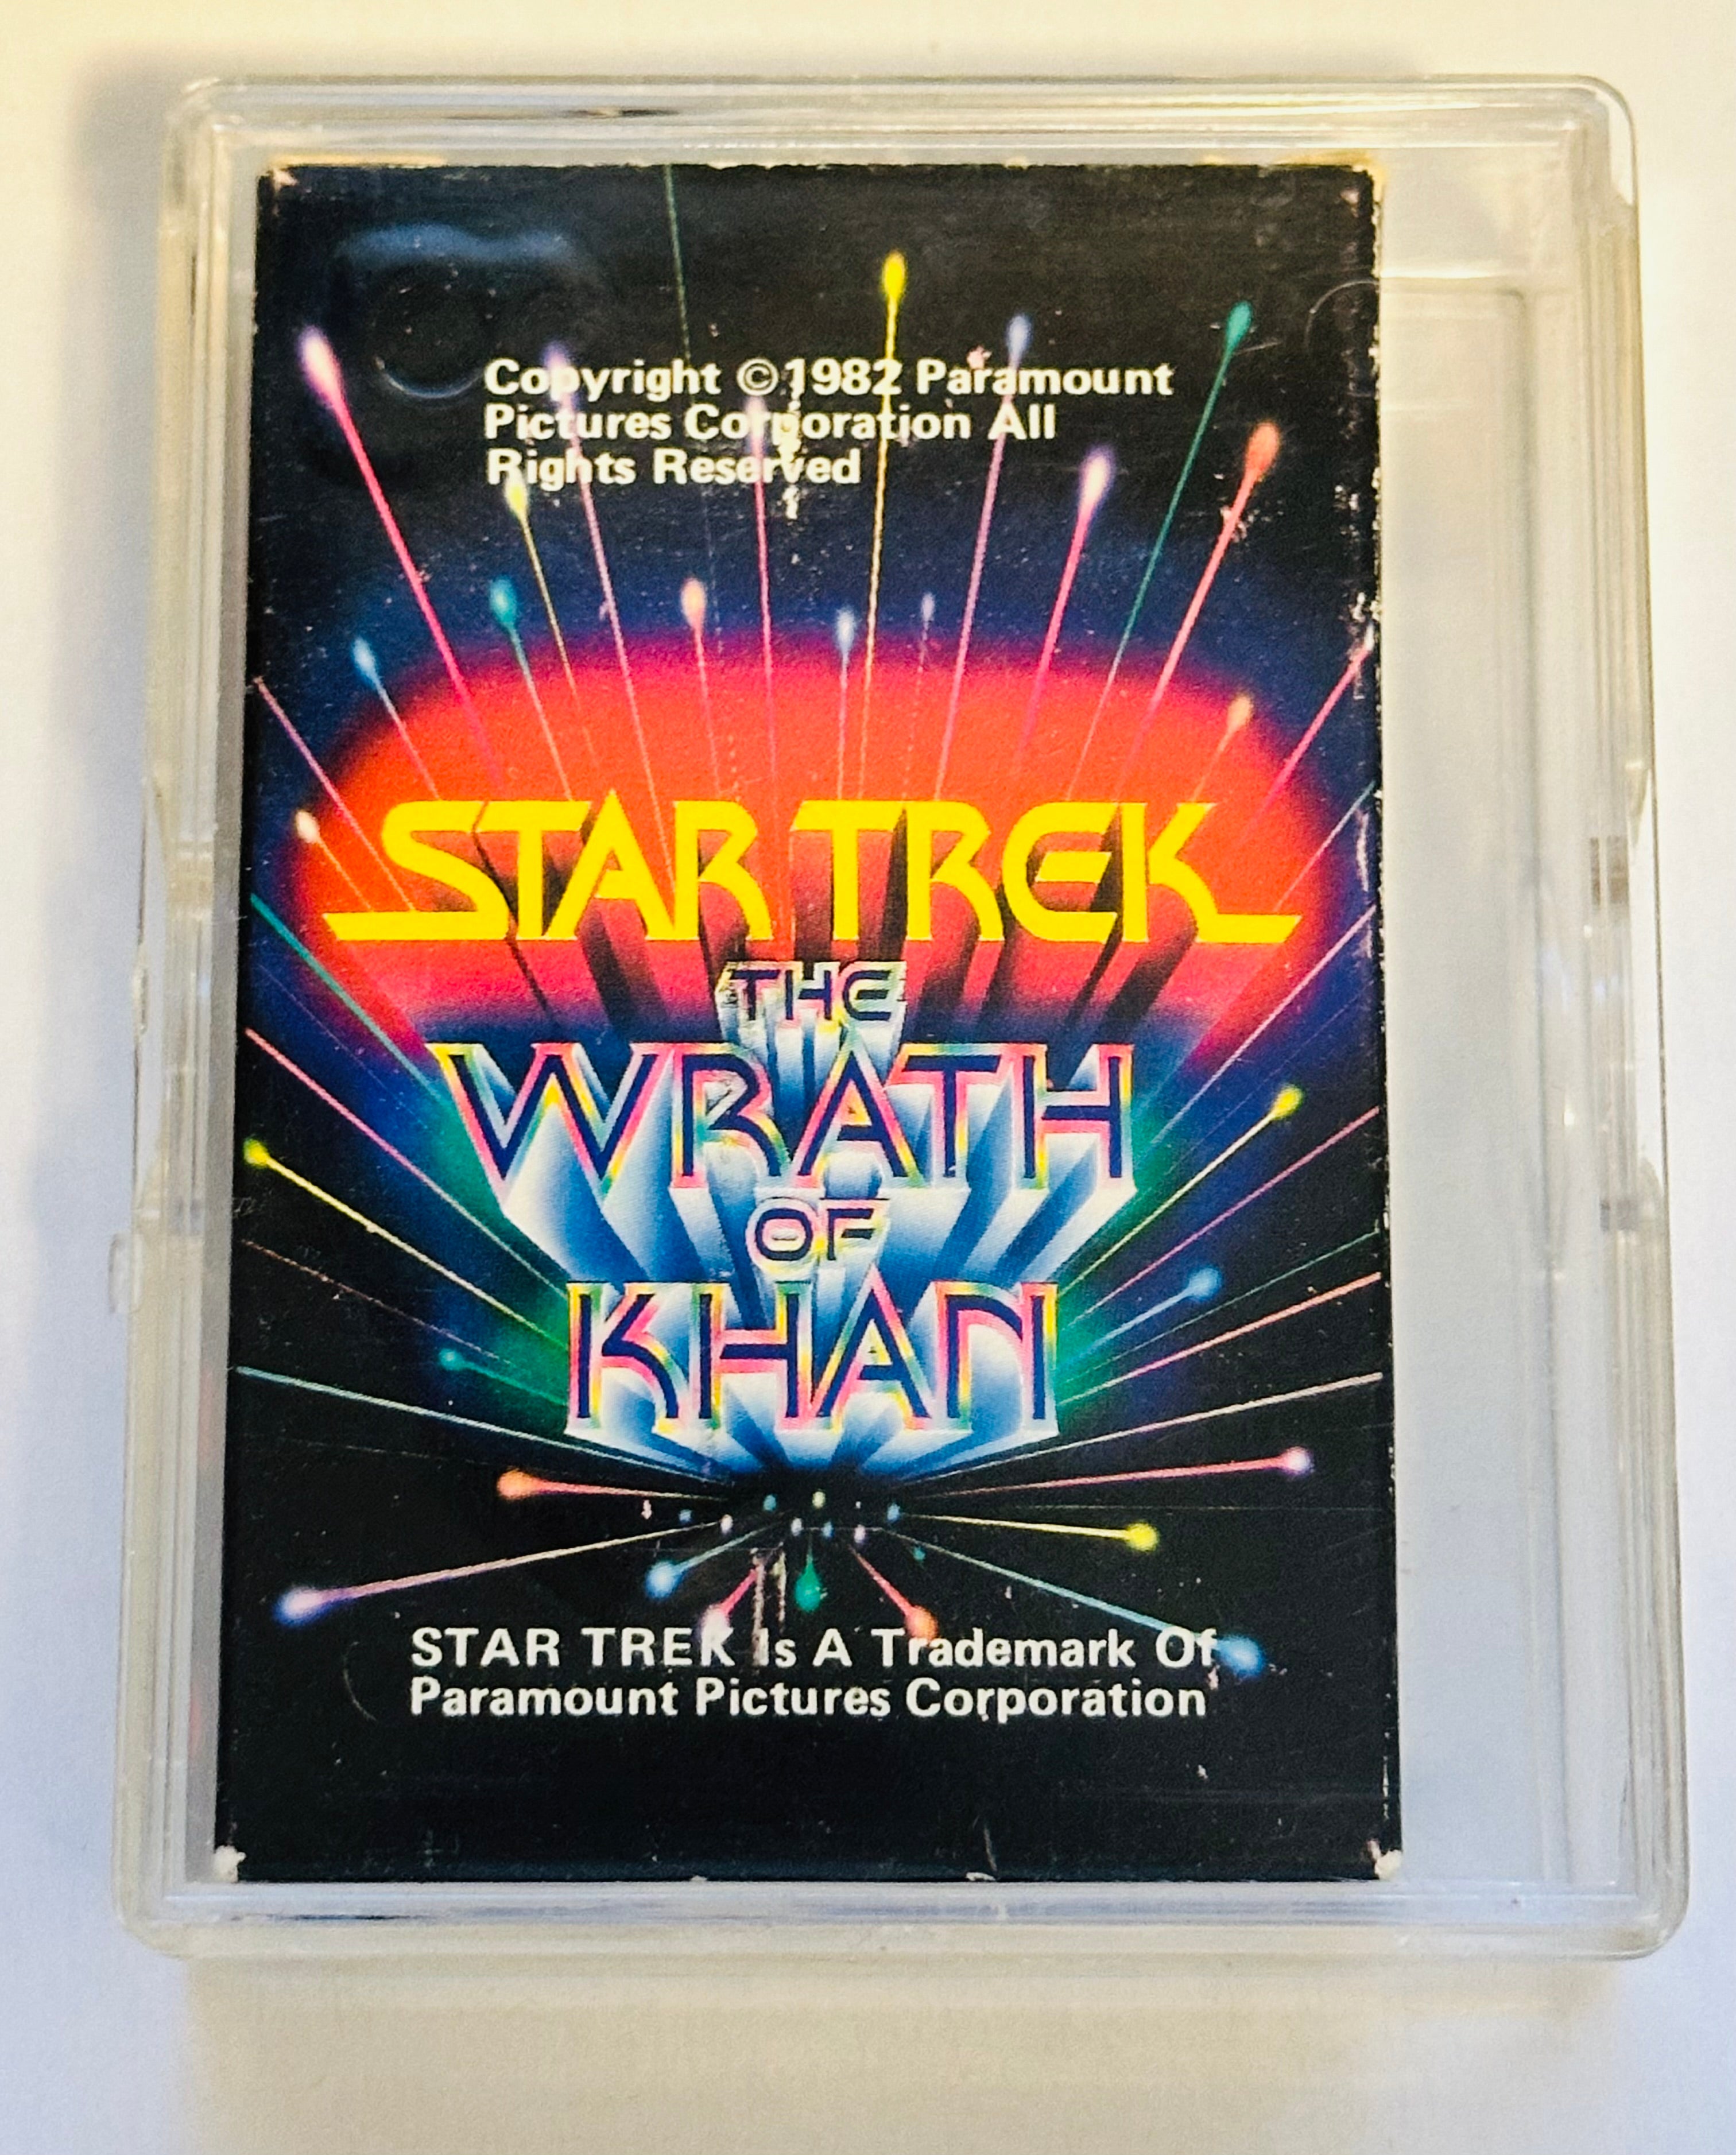 Copyright ©1982 Paramount
Pictures Corporation All
Rights Reserved
STAR TREK
THE
WRATH
OF
KHAN
STAR TREK Is A Trademark Of
Paramount Pictures Corporation